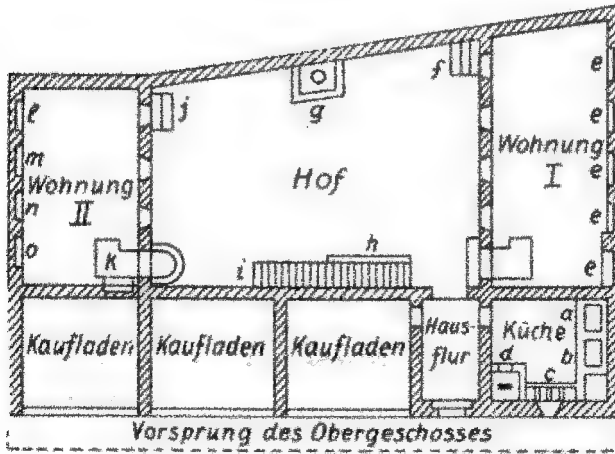 f
e
l
j
g
e
m
Wohnung
II
Hof
Wohnung
I
e
n
h
o
k
i
e
Kaufladen
Kaufladen
Kaufladen
Haus-
flur
Küche
a
b
d
c
Vorsprung des Obergeschosses